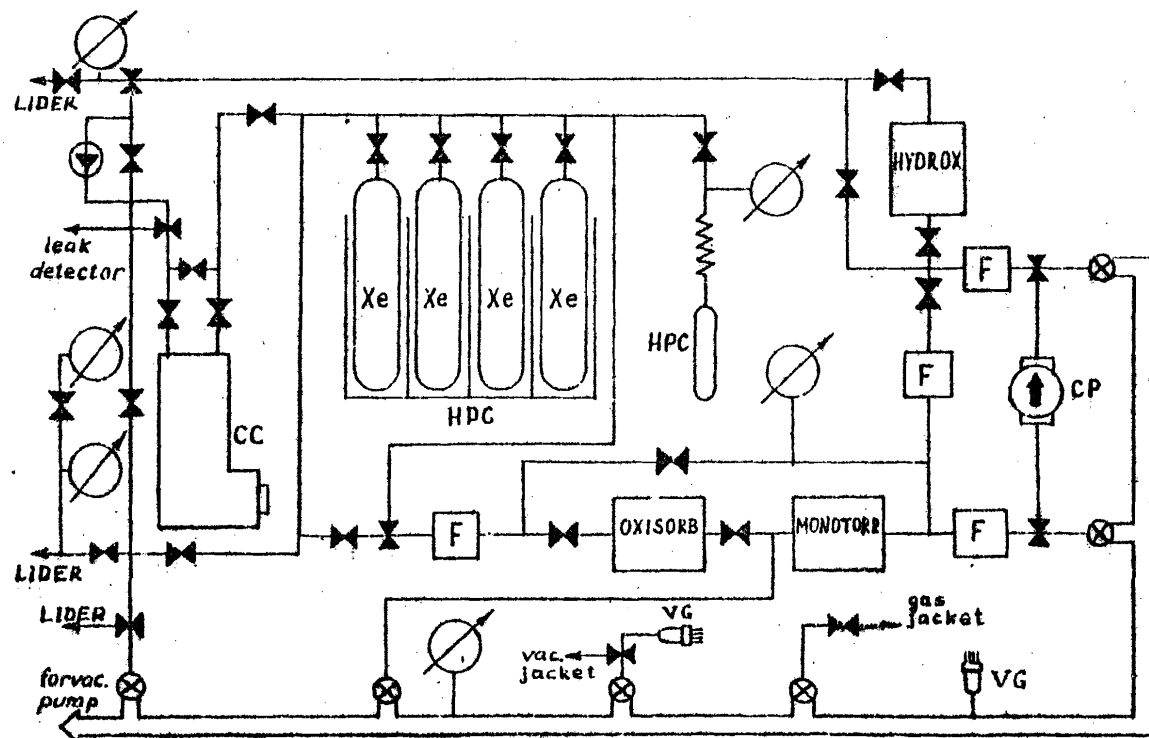 LIDER
HYDROX
leak
detector
Xe Xe Xe Xe
F
HPC
HPC
F
CP
CC
F
OXISORB
MONOTORR
F
LIDER
LIDER
VG
gas
jacket
vac.
jacket
forvac.
pump
VG